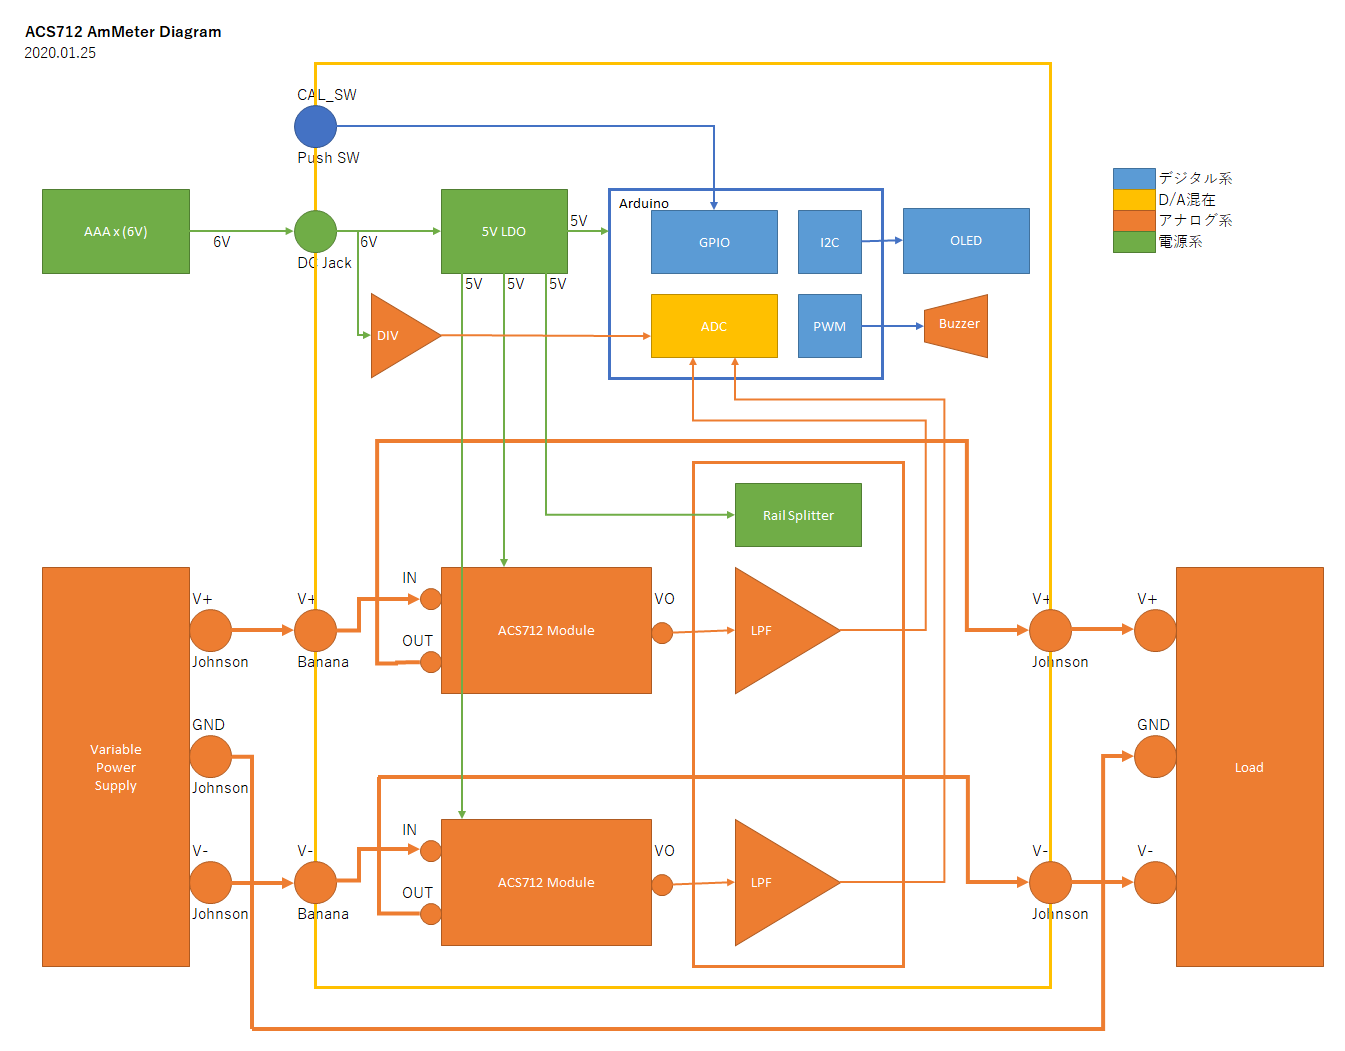 ACS712 AmMeter Diagram
2020.01.25
CAL_SW
Push SW
デジタル系
D/A混在
アナログ系
電源系
AAA x (6V)
6V
DC Jack
6V
5V LDO
5V
5V
5V
5V
Arduino
GPIO
I2C
OLED
DIV
ADC
PWM
Buzzer
Rail Splitter
Variable
Power
Supply
V+
Johnson
GND
Johnson
V-
Johnson
V+
Banana
V-
Banana
IN
OUT
ACS712 Module
VO
LPF
IN
OUT
ACS712 Module
VO
LPF
V+
Johnson
V-
Johnson
V+
GND
V-
Load